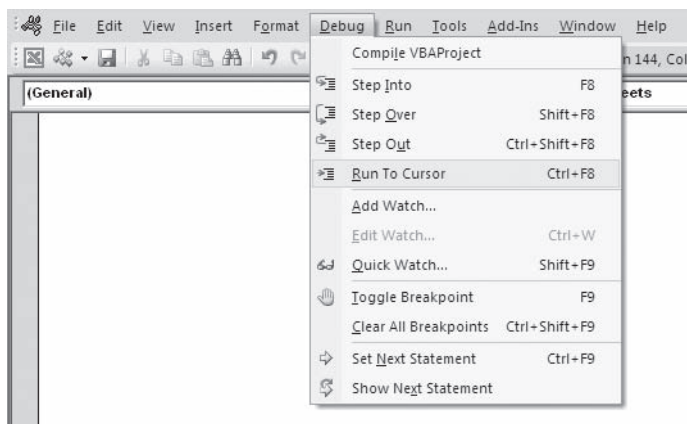 File Edit View Insert Format Debug Run Tools Add-Ins Window Help
n 144, Col
(General)
eets
Compile VBAProject
Step Into F8
Step Over Shift+F8
Step Out Ctrl+Shift+F8
Run To Cursor Ctrl+F8
Add Watch...
Edit Watch... Ctrl+W
Quick Watch... Shift+F9
Toggle Breakpoint F9
Clear All Breakpoints Ctrl+Shift+F9
Set Next Statement Ctrl+F9
Show Next Statement